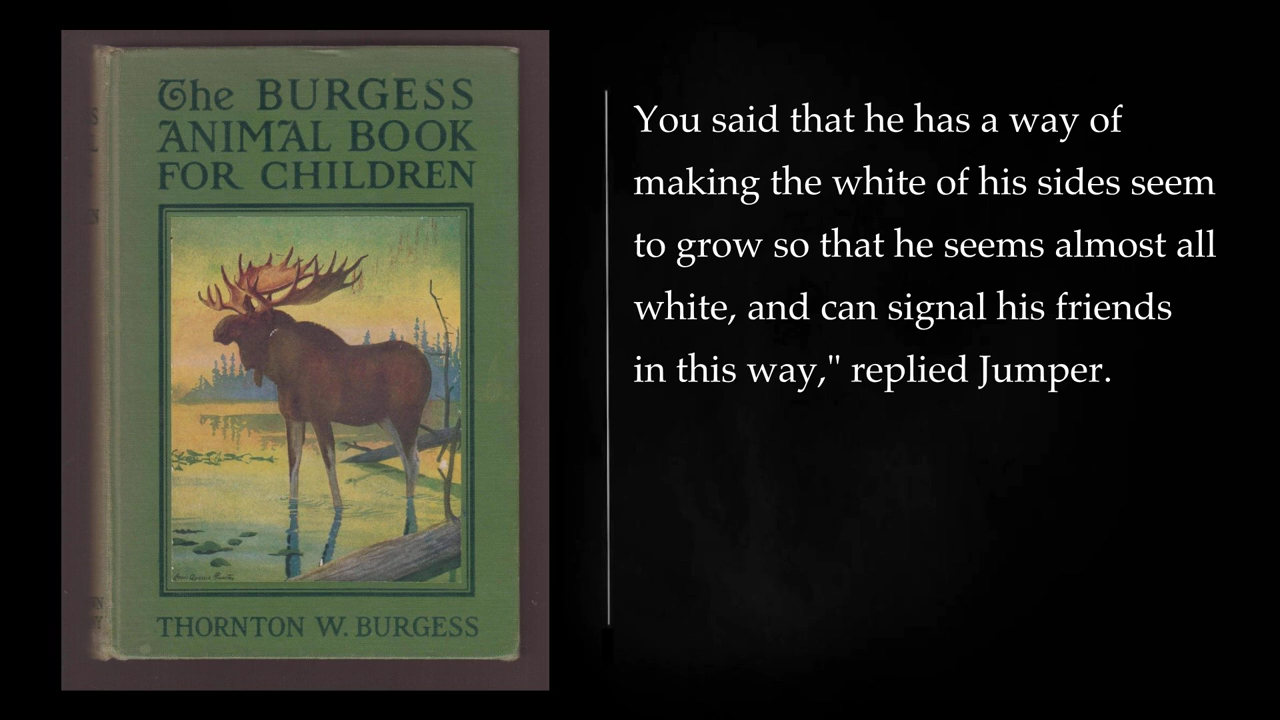 The BURGESS
ANIMAL BOOK
FOR CHILDREN
THORNTON W. BURGESS
You said that he has a way of
making the white of his sides seem
to grow so that he seems almost all
white, and can signal his friends
in this way," replied Jumper.